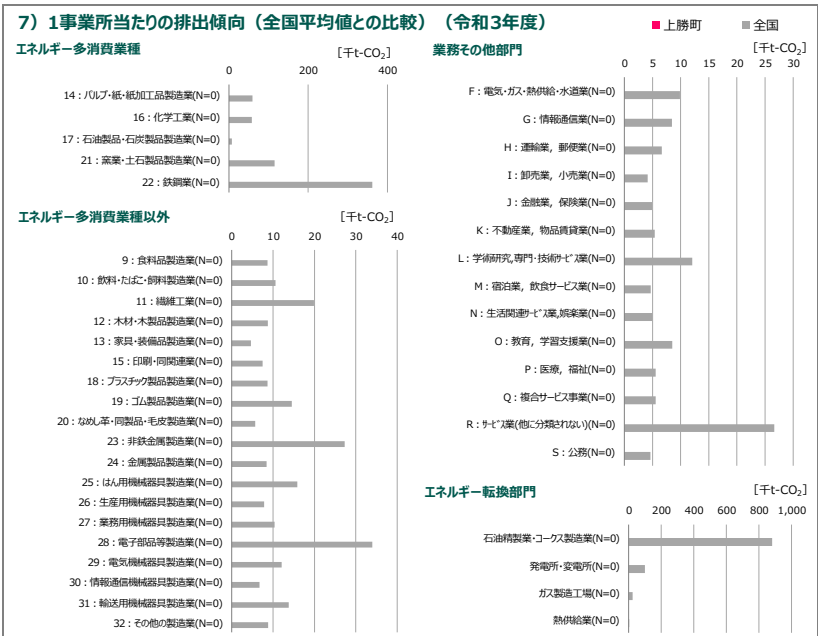 7）1事業所当たりの排出傾向（全国平均値との比較）（令和3年度）
■上勝町 ■全国
エネルギー多消費業種
[千t-CO2]
0 200 400
14：パルプ・紙・紙加工品製造業(N=0)
16：化学工業(N=0)
17：石油製品・石炭製品製造業(N=0)
21：窯業・土石製品製造業(N=0)
22：鉄鋼業(N=0)
エネルギー多消費業種以外
[千t-CO2]
0 10 20 30 40
9：食料品製造業(N=0)
10：飲料・たばこ・飼料製造業(N=0)
11：繊維工業(N=0)
12：木材・木製品製造業(N=0)
13：家具・装備品製造業(N=0)
15：印刷・同関連業(N=0)
18：プラスチック製品製造業(N=0)
19：ゴム製品製造業(N=0)
20：なめし革・同製品・毛皮製造業(N=0)
23：非鉄金属製造業(N=0)
24：金属製品製造業(N=0)
25：はん用機械器具製造業(N=0)
26：生産用機械器具製造業(N=0)
27：業務用機械器具製造業(N=0)
28：電子部品等製造業(N=0)
29：電気機械器具製造業(N=0)
30：情報通信機械器具製造業(N=0)
31：輸送用機械器具製造業(N=0)
32：その他の製造業(N=0)
業務その他部門
[千t-CO2]
0 5 10 15 20 25 30
F：電気・ガス・熱供給・水道業(N=0)
G：情報通信業(N=0)
H：運輸業，郵便業(N=0)
I：卸売業，小売業(N=0)
J：金融業，保険業(N=0)
K：不動産業，物品賃貸業(N=0)
L：学術研究,専門・技術ｻｰﾋﾞｽ業(N=0)
M：宿泊業，飲食サービス業(N=0)
N：生活関連ｻｰﾋﾞｽ業,娯楽業(N=0)
O：教育，学習支援業(N=0)
P：医療，福祉(N=0)
Q：複合サービス事業(N=0)
R：ｻｰﾋﾞｽ業(他に分類されない)(N=0)
S：公務(N=0)
エネルギー転換部門
[千t-CO2]
0 200 400 600 800 1,000
石油精製業・コークス製造業(N=0)
発電所・変電所(N=0)
ガス製造工場(N=0)
熱供給業(N=0)